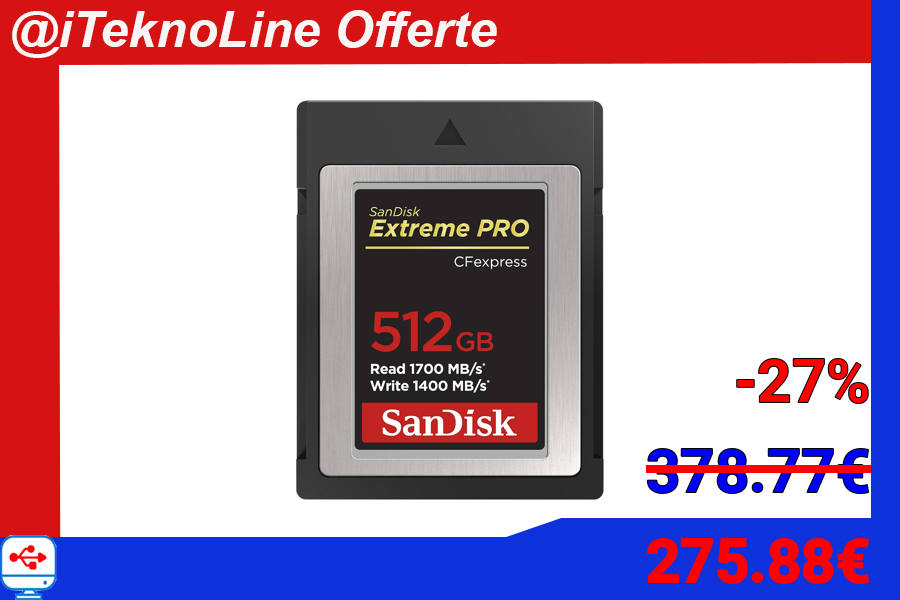 @iTeknoLine Offerte
SanDisk
Extreme PRO
CFexpress
512GB
Read 1700 MB/s*
Write 1400 MB/s*
SanDisk
-27%
378.77€
275.88€